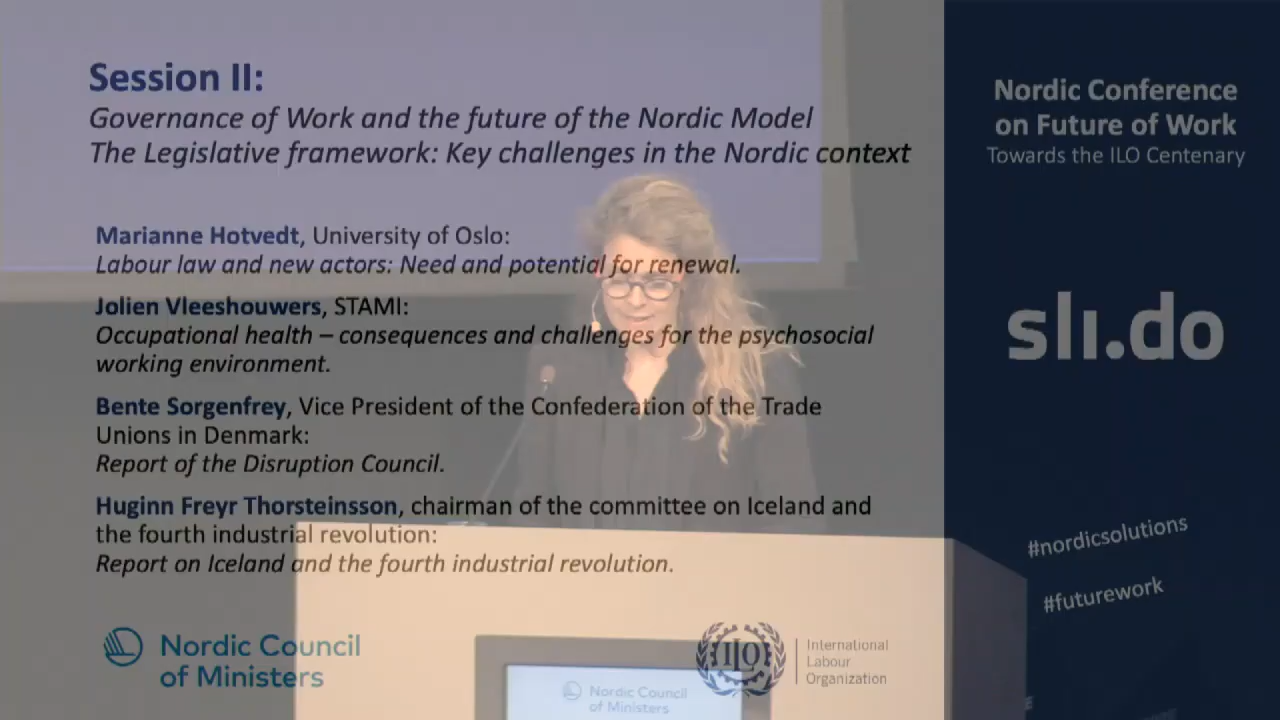 Session II:
Governance of Work and the future of the Nordic Model
The Legislative framework: Key challenges in the Nordic context
Marianne Hotvedt, University of Oslo:
Labour law and new actors: Need and potential for renewal.
Jolien Vleeshouwers, STAMI:
Occupational health – consequences and challenges for the psychosocial
working environment.
Bente Sorgenfrey, Vice President of the Confederation of the Trade
Unions in Denmark:
Report of the Disruption Council.
Huginn Freyr Thorsteinsson, chairman of the committee on Iceland and
the fourth industrial revolution:
Report on Iceland and the fourth industrial revolution.
Nordic Council
of Ministers
ILO
International
Labour
Organization
Nordic Council
of Ministers
Nordic Conference
on Future of Work
Towards the ILO Centenary
sli.do
#nordicsolutions
#futurework